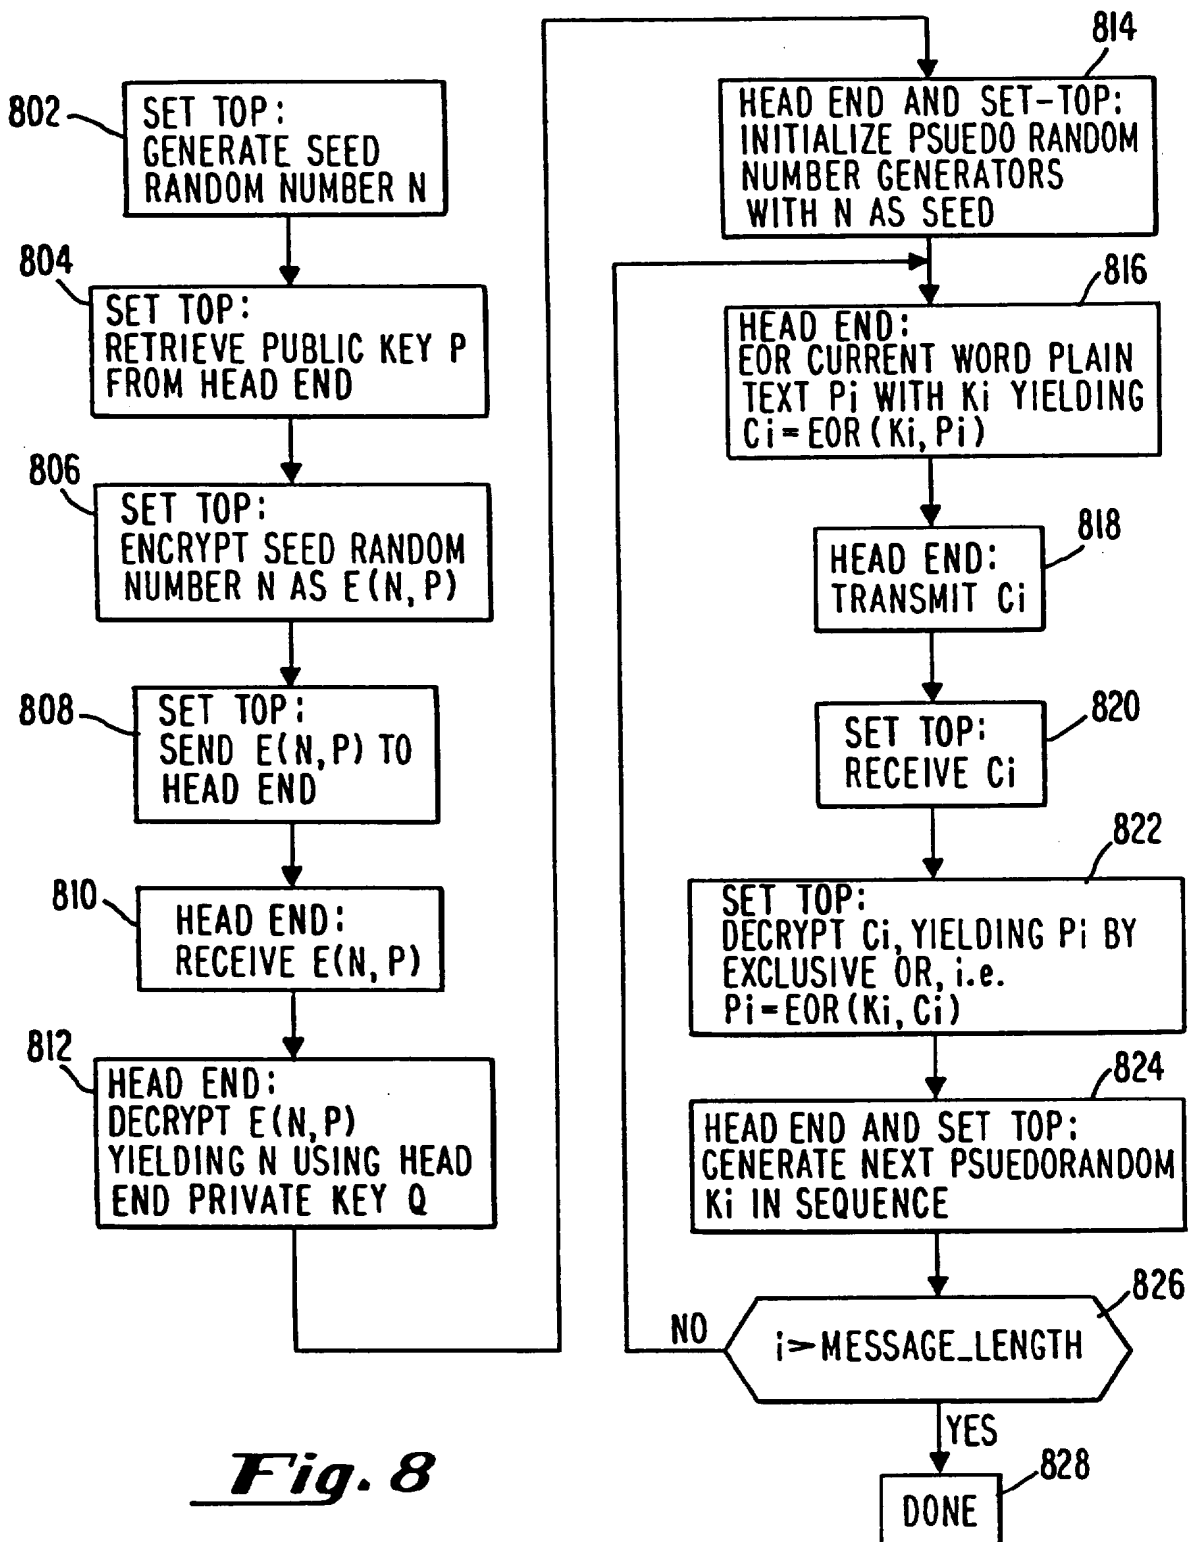 802
SET TOP:
GENERATE SEED
RANDOM NUMBER N
804
SET TOP:
RETRIEVE PUBLIC KEY P
FROM HEAD END
806
SET TOP:
ENCRYPT SEED RANDOM
NUMBER N AS E(N,P)
808
SET TOP:
SEND E(N,P) TO
HEAD END
810
HEAD END:
RECEIVE E(N,P)
812
HEAD END:
DECRYPT E(N,P)
YIELDING N USING HEAD
END PRIVATE KEY Q
814
HEAD END AND SET-TOP:
INITIALIZE PSUEDO RANDOM
NUMBER GENERATORS
WITH N AS SEED
816
HEAD END:
EOR CURRENT WORD PLAIN
TEXT Pi WITH Ki YIELDING
Ci=EOR(Ki,Pi)
818
HEAD END:
TRANSMIT Ci
820
SET TOP:
RECEIVE Ci
822
SET TOP:
DECRYPT Ci, YIELDING Pi BY
EXCLUSIVE OR, i.e.
Pi=EOR(Ki,Ci)
824
HEAD END AND SET TOP:
GENERATE NEXT PSUEDORANDOM
Ki IN SEQUENCE
826
i>MESSAGE_LENGTH
NO
YES
828
DONE
Fig. 8